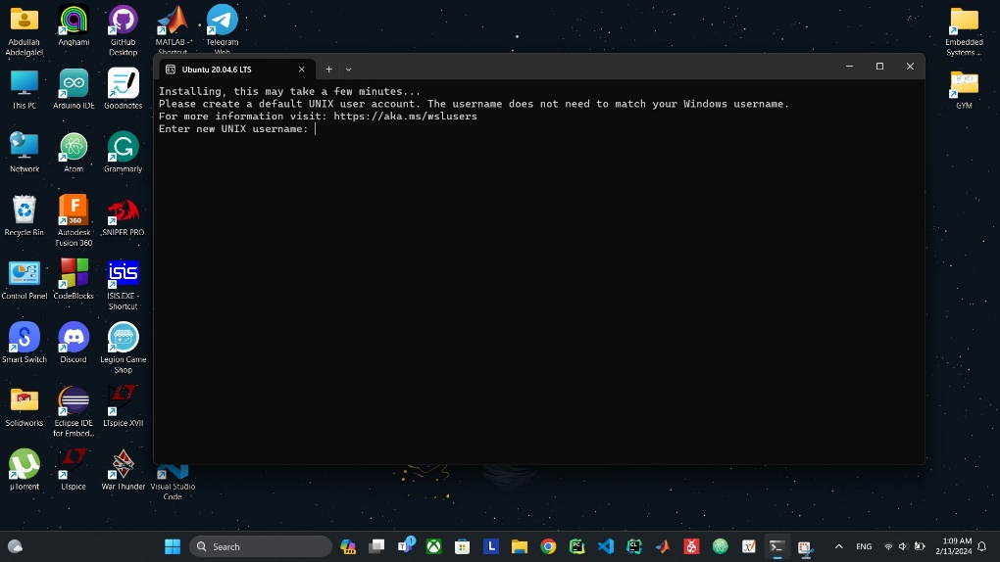 Abdullah
Abdelgalel
Anghami
GitHub
Desktop
MATLAB -
Shortcut
Telegram
Web
Embedded
Systems ...
Ubuntu 20.04.6 LTS
Installing, this may take a few minutes...
Please create a default UNIX user account. The username does not need to match your Windows username.
For more information visit: https://aka.ms/wslusers
Enter new UNIX username:
This PC
Arduino IDE
Goodnotes
GYM
Network
Atom
Grammarly
Recycle Bin
F
360
Autodesk
Fusion 360
SNIPER PRO
Control Panel
CodeBlocks
isis
ISIS.EXE -
Shortcut
Smart Switch
Discord
Legion Game
Shop
Solidworks
Eclipse IDE
for Embed...
LTspice XVII
µTorrent
LTspice
War Thunder
Visual Studio
Code
Search
1
L
ENG
1:09 AM
2/13/2024